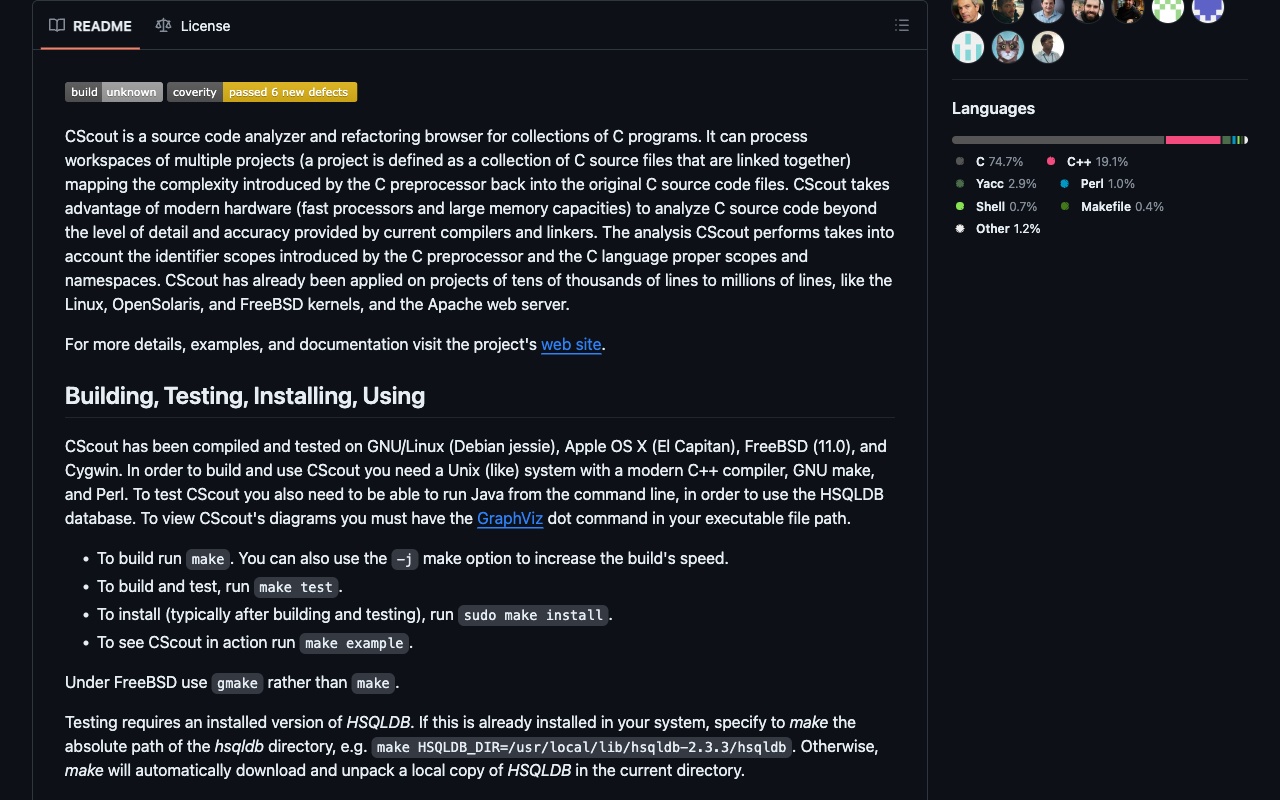 README
License
build unknown coverity passed 6 new defects
CScout is a source code analyzer and refactoring browser for collections of C programs. It can process
workspaces of multiple projects (a project is defined as a collection of C source files that are linked together)
mapping the complexity introduced by the C preprocessor back into the original C source code files. CScout takes
advantage of modern hardware (fast processors and large memory capacities) to analyze C source code beyond
the level of detail and accuracy provided by current compilers and linkers. The analysis CScout performs takes into
account the identifier scopes introduced by the C preprocessor and the C language proper scopes and
namespaces. CScout has already been applied on projects of tens of thousands of lines to millions of lines, like the
Linux, OpenSolaris, and FreeBSD kernels, and the Apache web server.
For more details, examples, and documentation visit the project's web site.
Building, Testing, Installing, Using
CScout has been compiled and tested on GNU/Linux (Debian jessie), Apple OS X (El Capitan), FreeBSD (11.0), and
Cygwin. In order to build and use CScout you need a Unix (like) system with a modern C++ compiler, GNU make,
and Perl. To test CScout you also need to be able to run Java from the command line, in order to use the HSQLDB
database. To view CScout's diagrams you must have the GraphViz dot command in your executable file path.
• To build run make. You can also use the -j make option to increase the build's speed.
• To build and test, run make test.
• To install (typically after building and testing), run sudo make install.
• To see CScout in action run make example.
Under FreeBSD use gmake rather than make.
Testing requires an installed version of HSQLDB. If this is already installed in your system, specify to make the
absolute path of the hsqldb directory, e.g. make HSQLDB_DIR=/usr/local/lib/hsqldb-2.3.3/hsqldb. Otherwise,
make will automatically download and unpack a local copy of HSQLDB in the current directory.
Languages
C 74.7% C++ 19.1%
Yacc 2.9% Perl 1.0%
Shell 0.7% Makefile 0.4%
Other 1.2%